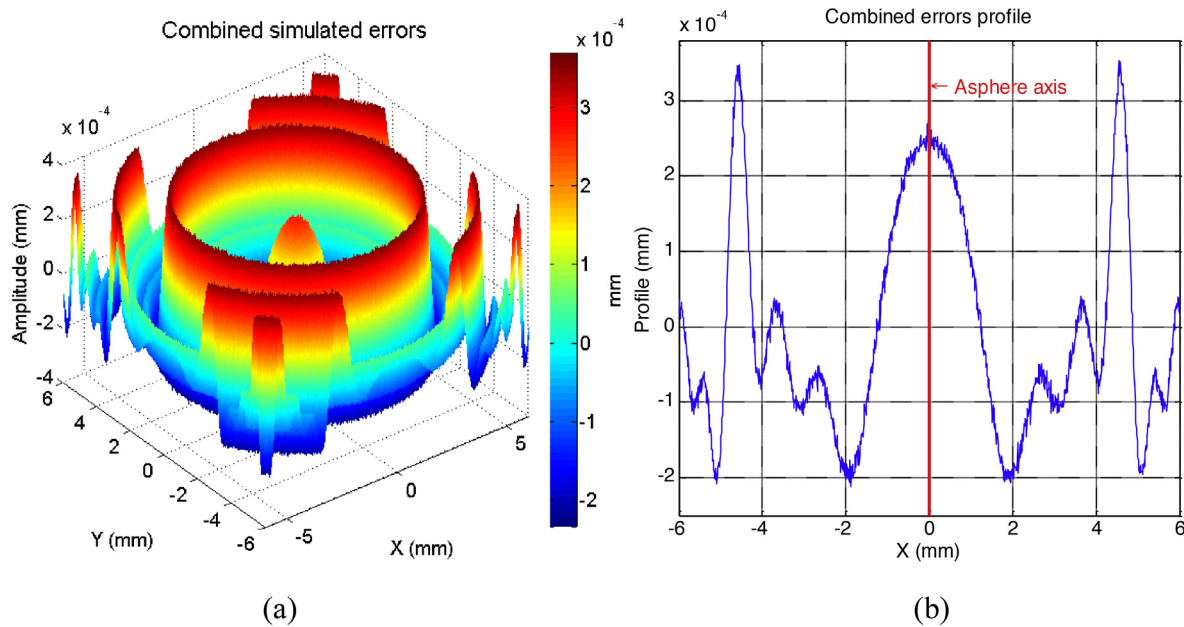 Combined simulated errors
x 10⁻⁴
4
2
0
-2
-4
Amplitude (mm)
6
4
2
0
-2
-4
-6
Y (mm)
-5
0
5
X (mm)
x 10⁻⁴
3
2
1
0
-1
-2
mm
(a)
Combined errors profile
x 10⁻⁴
Asphere axis
3
2
1
0
-1
-2
Profile (mm)
-6
-4
-2
0
2
4
6
X (mm)
(b)